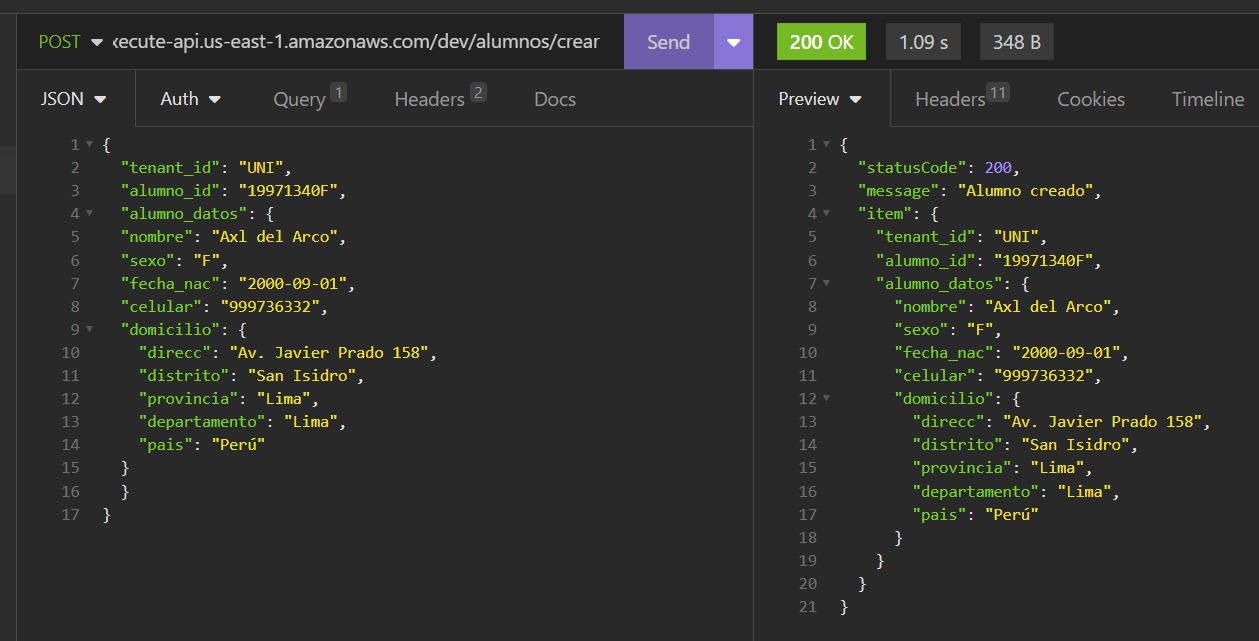 POST xecute-api.us-east-1.amazonaws.com/dev/alumnos/crear Send 200 OK 1.09 s 348 B
JSON Auth Query 1 Headers 2 Docs Preview Headers 11 Cookies Timeline
1 {
2 "tenant_id": "UNI",
3 "alumno_id": "19971340F",
4 "alumno_datos": {
5 "nombre": "Axl del Arco",
6 "sexo": "F",
7 "fecha_nac": "2000-09-01",
8 "celular": "999736332",
9 "domicilio": {
10 "direcc": "Av. Javier Prado 158",
11 "distrito": "San Isidro",
12 "provincia": "Lima",
13 "departamento": "Lima",
14 "pais": "Perú"
15 }
16 }
17 }
1 {
2 "statusCode": 200,
3 "message": "Alumno creado",
4 "item": {
5 "tenant_id": "UNI",
6 "alumno_id": "19971340F",
7 "alumno_datos": {
8 "nombre": "Axl del Arco",
9 "sexo": "F",
10 "fecha_nac": "2000-09-01",
11 "celular": "999736332",
12 "domicilio": {
13 "direcc": "Av. Javier Prado 158",
14 "distrito": "San Isidro",
15 "provincia": "Lima",
16 "departamento": "Lima",
17 "pais": "Perú"
18 }
19 }
20 }
21 }